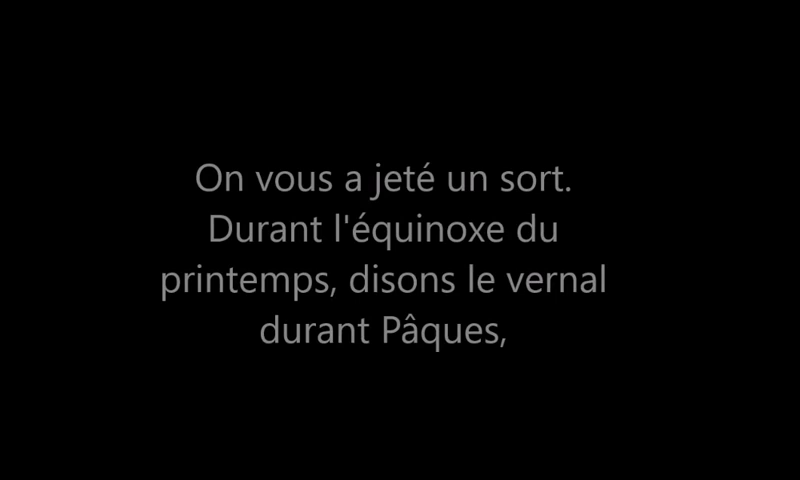 On vous a jeté un sort.
Durant l'équinoxe du
printemps, disons le vernal
durant Pâques,